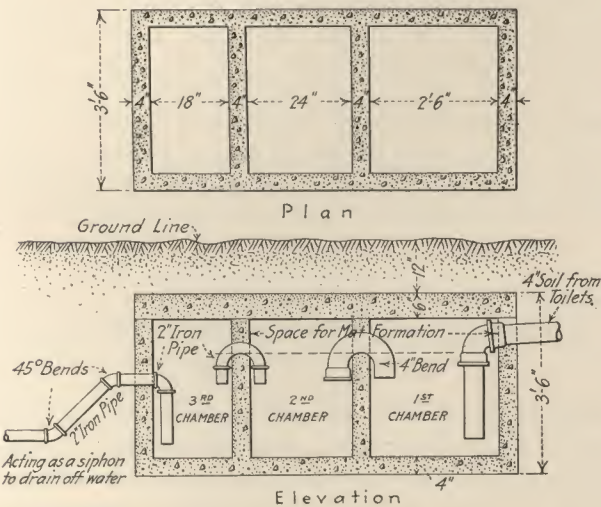 3'-6"
4" 18" 4" 24" 4" 2'-6" 4"
Plan
Ground Line
12"
4" Soil from
Toilets
6"
2" Iron
Pipe
Space for Mat Formation
45° Bends
2" Iron Pipe
4" Bend
3RD
CHAMBER
2ND
CHAMBER
1ST
CHAMBER
3'-6"
Acting as a siphon
to drain off water
4"
Elevation